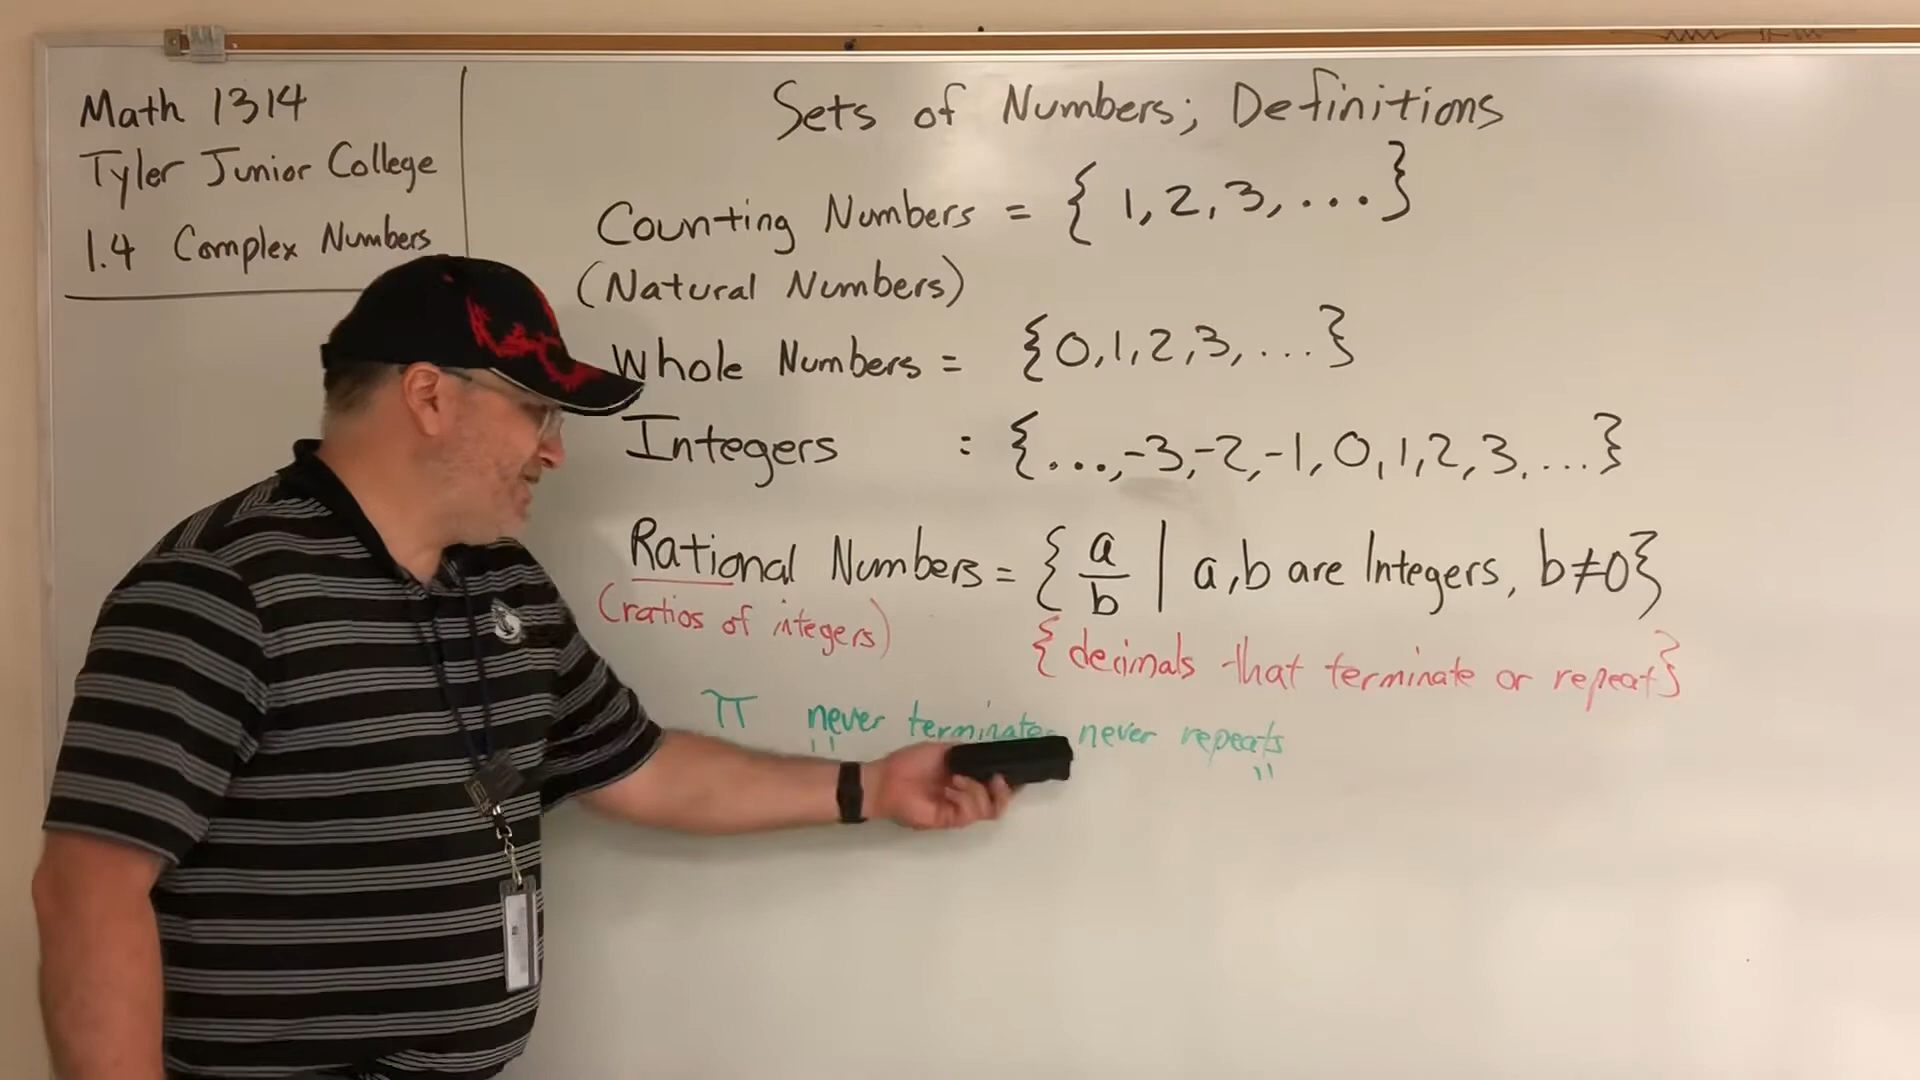 Math 1314
Tyler Junior College
1.4 Complex Numbers
Sets of Numbers; Definitions
Counting Numbers = { 1, 2, 3, ... }
(Natural Numbers)
Whole Numbers = {0, 1, 2, 3, ... }
Integers : {..., -3, -2, -1, 0, 1, 2, 3, ... }
Rational Numbers = { a/b | a, b are Integers, b≠0}
(ratios of integers)
{decimals that terminate or repeat}
π never terminates never repeats
" "